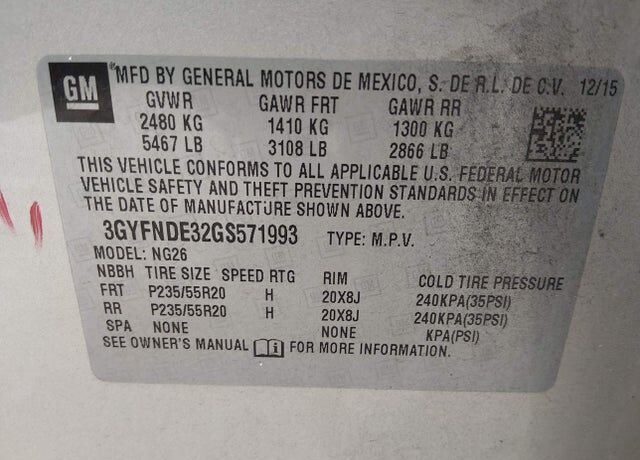 GM
MFD BY GENERAL MOTORS DE MEXICO, S. DE R.L. DE C.V. 12/15
GVWR GAWR FRT GAWR RR
2480 KG 1410 KG 1300 KG
5467 LB 3108 LB 2866 LB
THIS VEHICLE CONFORMS TO ALL APPLICABLE U.S. FEDERAL MOTOR
VEHICLE SAFETY AND THEFT PREVENTION STANDARDS IN EFFECT ON
THE DATE OF MANUFACTURE SHOWN ABOVE.
3GYFNDE32GS571993 TYPE: M.P.V.
MODEL: NG26
NBBH TIRE SIZE SPEED RTG RIM COLD TIRE PRESSURE
FRT P235/55R20 H 20X8J 240KPA(35PSI)
RR P235/55R20 H 20X8J 240KPA(35PSI)
SPA NONE NONE KPA(PSI)
SEE OWNER'S MANUAL FOR MORE INFORMATION.